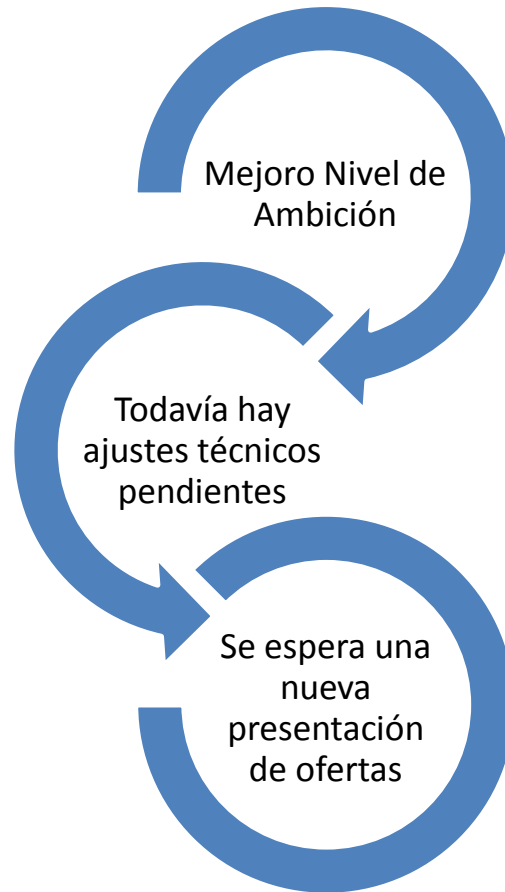 Mejoro Nivel de
Ambición
Todavía hay
ajustes técnicos
pendientes
Se espera una
nueva
presentación
de ofertas